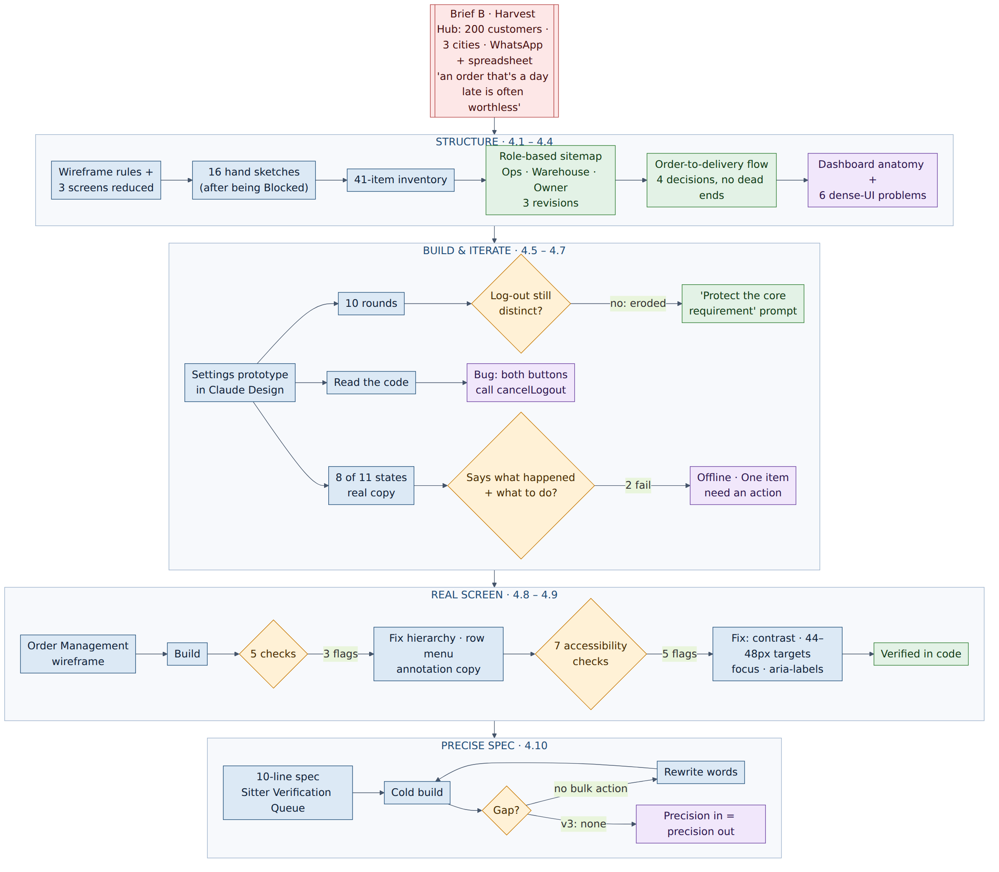 Brief B · Harvest
Hub: 200 customers ·
3 cities · WhatsApp
+ spreadsheet
'an order that's a day
late is often
worthless'
STRUCTURE · 4.1 – 4.4
Wireframe rules +
3 screens reduced
16 hand sketches
(after being Blocked)
41-item inventory
Role-based sitemap
Ops · Warehouse ·
Owner
3 revisions
Order-to-delivery flow
4 decisions, no dead
ends
Dashboard anatomy
+
6 dense-UI problems
BUILD & ITERATE · 4.5 – 4.7
Settings prototype
in Claude Design
10 rounds
Log-out still
distinct?
no: eroded
'Protect the core
requirement' prompt
Read the code
Bug: both buttons
call cancelLogout
8 of 11 states
real copy
Says what happened
+ what to do?
2 fail
Offline · One item
need an action
REAL SCREEN · 4.8 – 4.9
Order Management
wireframe
Build
5 checks
3 flags
Fix hierarchy · row
menu
annotation copy
7 accessibility
checks
5 flags
Fix: contrast · 44–
48px targets
focus · aria-labels
Verified in code
PRECISE SPEC · 4.10
10-line spec
Sitter Verification
Queue
Cold build
Gap?
no bulk action
Rewrite words
v3: none
Precision in =
precision out